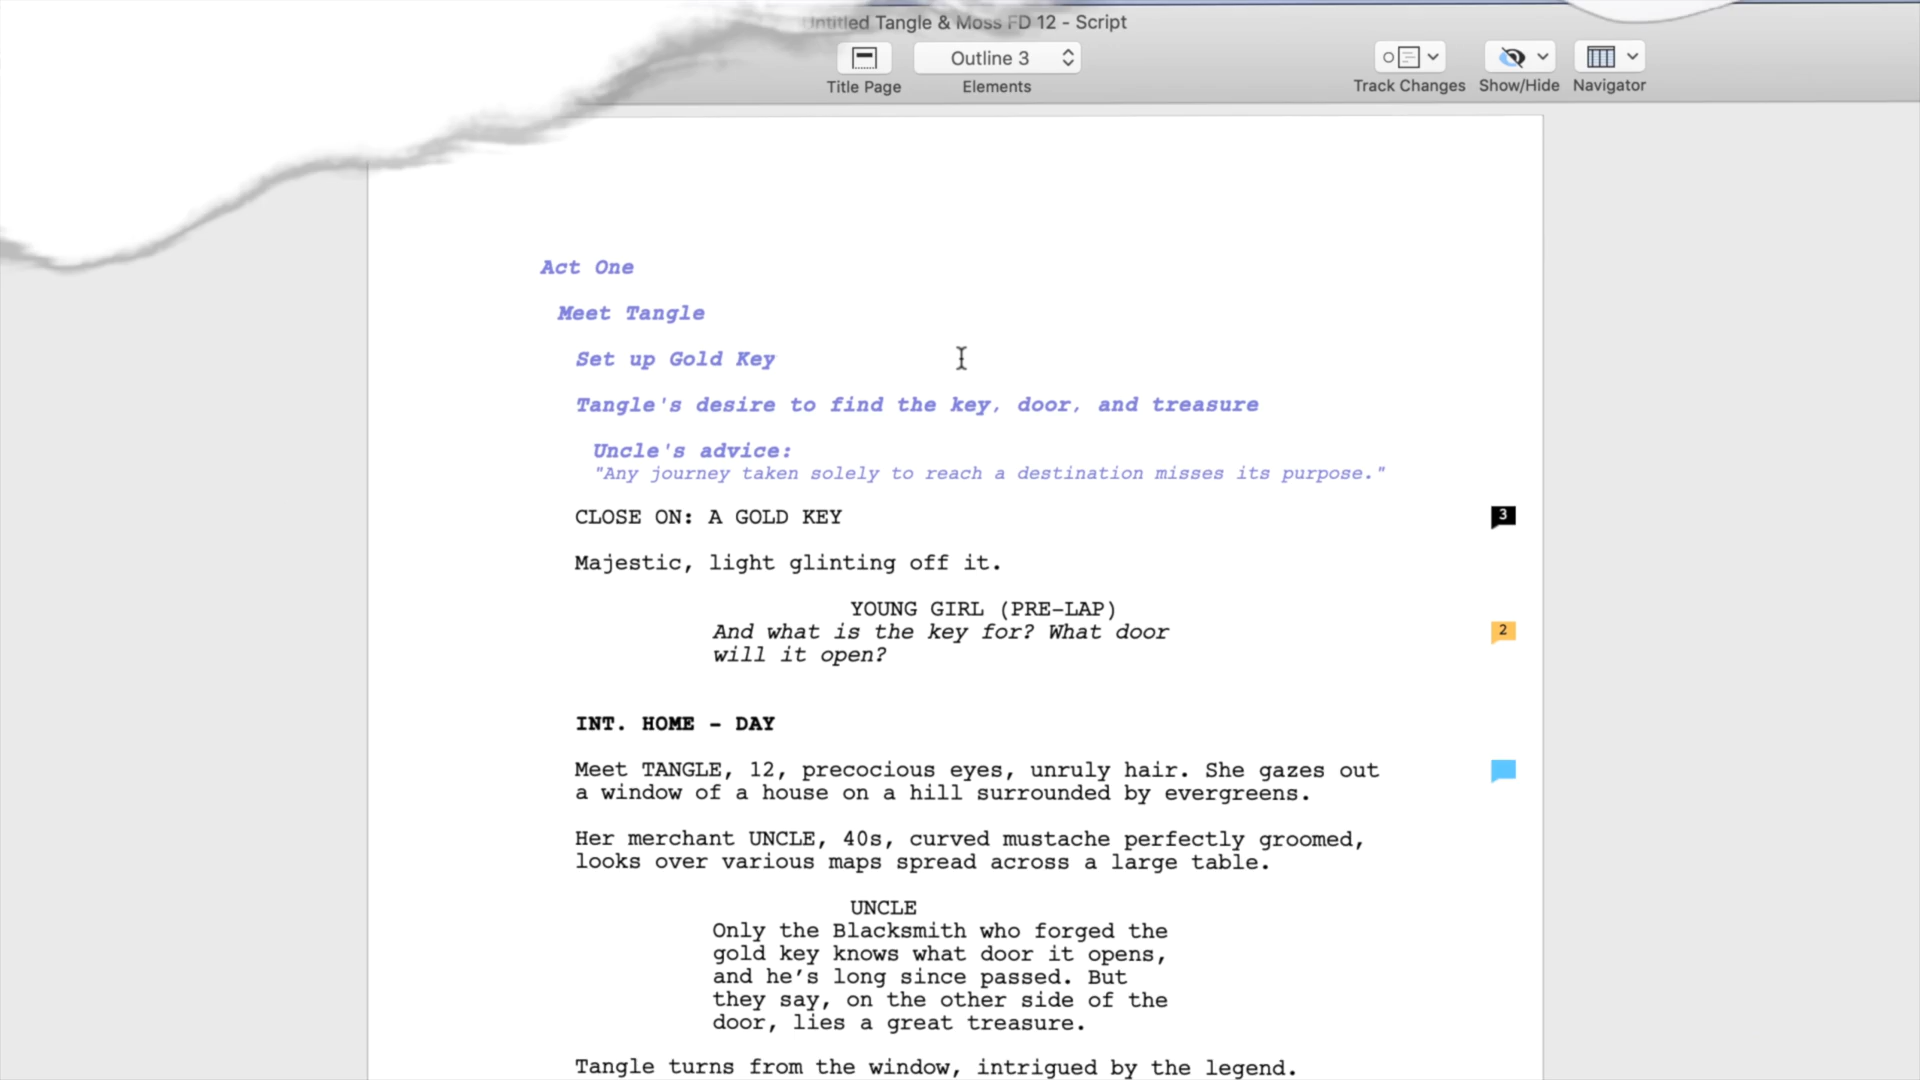 Untitled Tangle & Moss FD 12 - Script
Outline 3
Title Page
Elements
Track Changes
Show/Hide
Navigator
Act One
Meet Tangle
Set up Gold Key
Tangle's desire to find the key, door, and treasure
Uncle's advice:
"Any journey taken solely to reach a destination misses its purpose."
CLOSE ON: A GOLD KEY
3
Majestic, light glinting off it.
YOUNG GIRL (PRE-LAP)
And what is the key for? What door
2
will it open?
INT. HOME - DAY
Meet TANGLE, 12, precocious eyes, unruly hair. She gazes out
a window of a house on a hill surrounded by evergreens.
Her merchant UNCLE, 40s, curved mustache perfectly groomed,
looks over various maps spread across a large table.
UNCLE
Only the Blacksmith who forged the
gold key knows what door it opens,
and he’s long since passed. But
they say, on the other side of the
door, lies a great treasure.
Tangle turns from the window, intrigued by the legend.